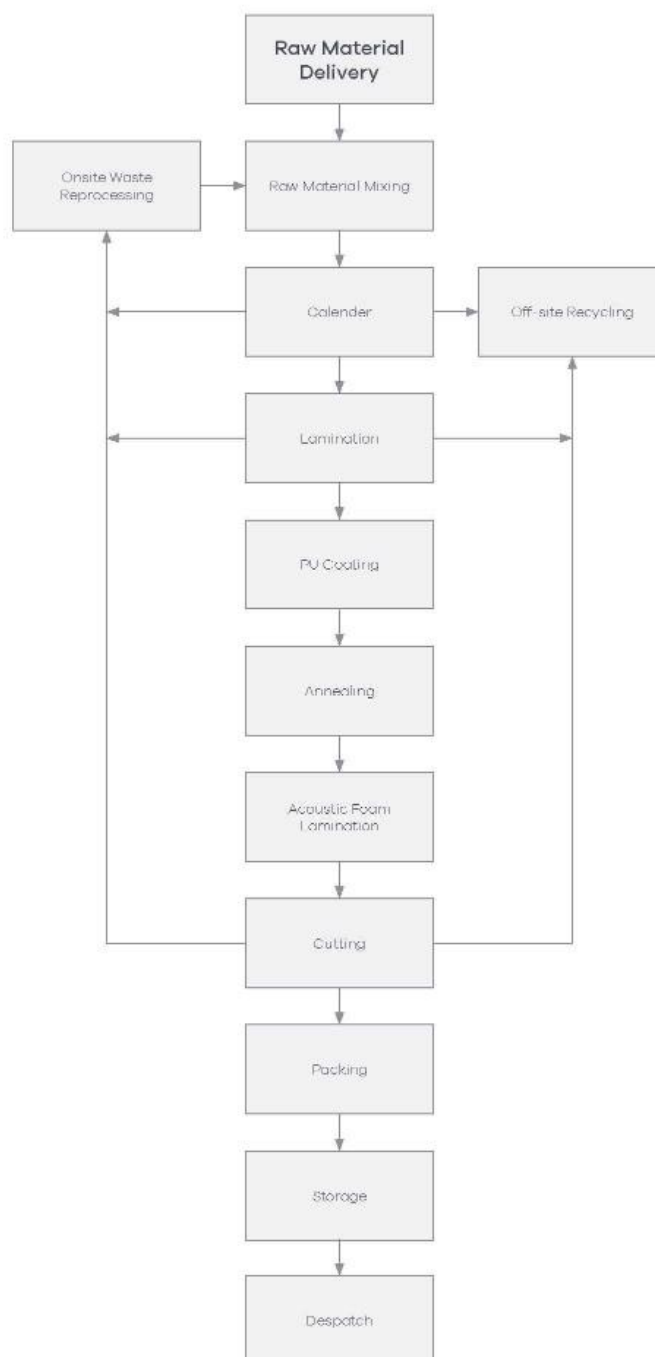 Raw Material
Delivery
Onsite Waste
Reprocessing
Raw Material Mixing
Calender
Off-site Recycling
Lamination
PU Coating
Annealing
Acoustic Foam
Lamination
Cutting
Packing
Storage
Despatch